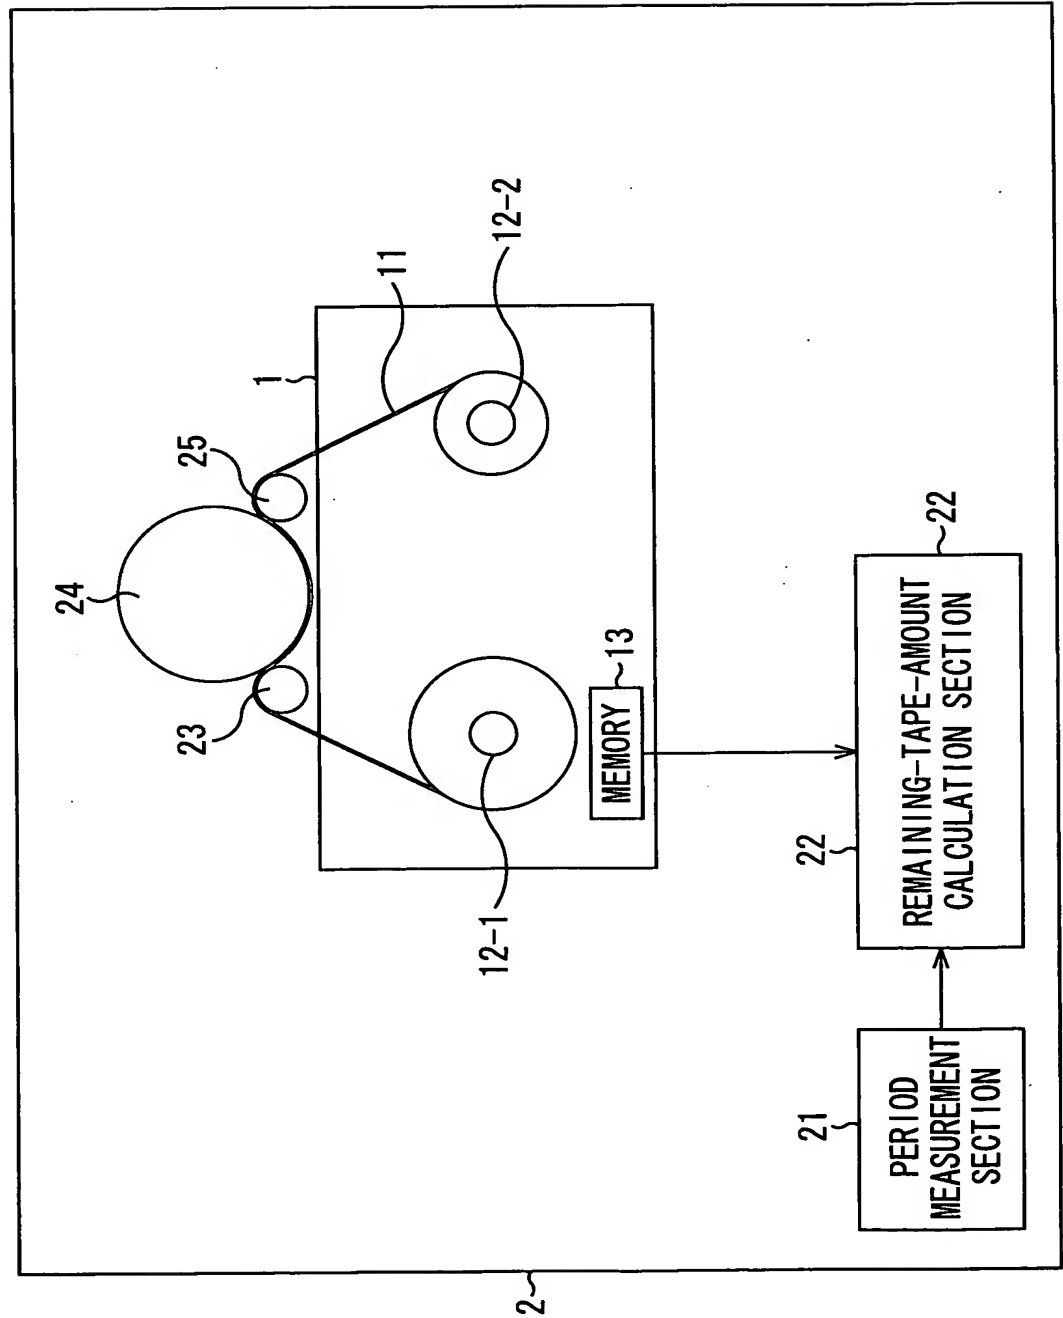 24
23
25
1
11
12-1
12-2
MEMORY
13
21
PERIOD
MEASUREMENT
SECTION
22
REMAINING-TAPE-AMOUNT
CALCULATION SECTION
22
2